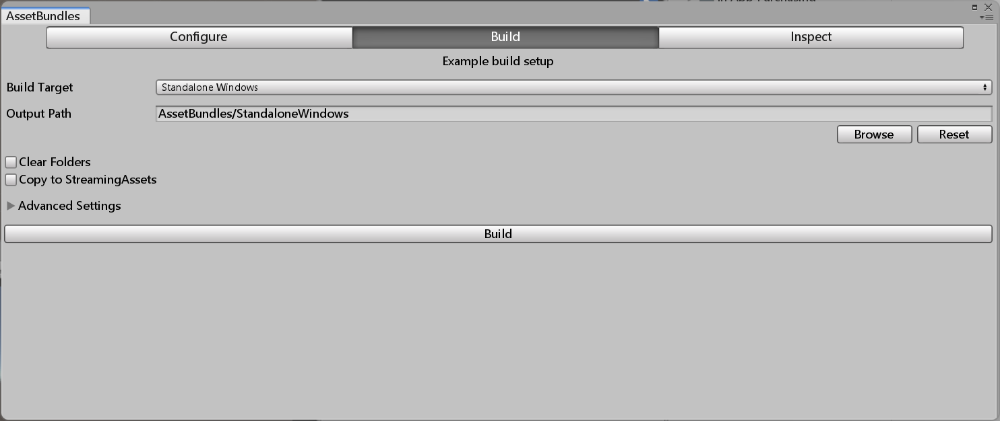 AssetBundles
Configure Build Inspect
Example build setup
Build Target Standalone Windows
Output Path AssetBundles/StandaloneWindows
Browse Reset
Clear Folders
Copy to StreamingAssets
Advanced Settings
Build